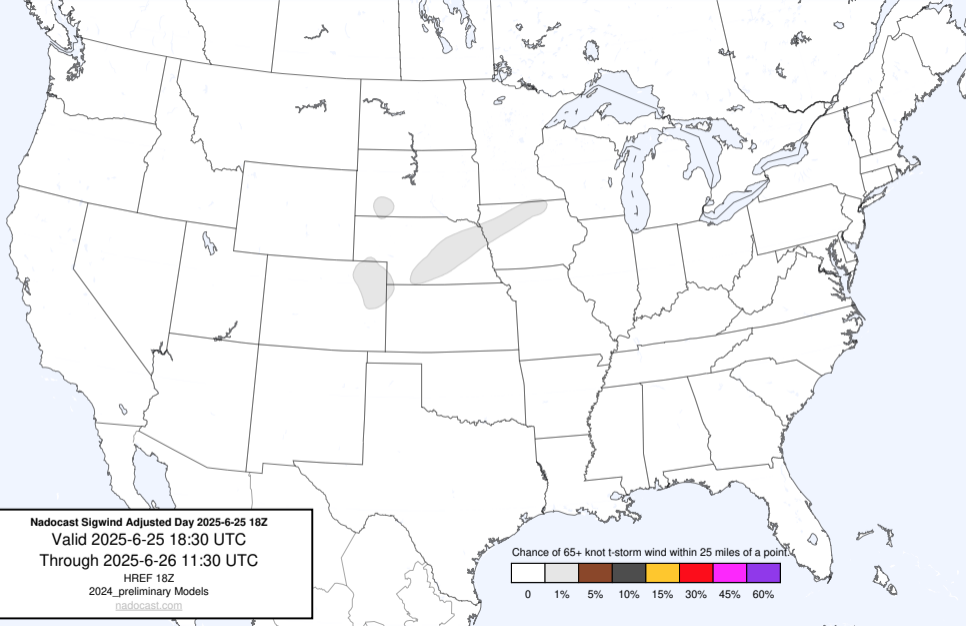 Nadocast Sigwind Adjusted Day 2025-6-25 18Z
Valid 2025-6-25 18:30 UTC
Through 2025-6-26 11:30 UTC
HREF 18Z
2024_preliminary Models
nadocast.com
Chance of 65+ knot t-storm wind within 25 miles of a point.
0 1% 5% 10% 15% 30% 45% 60%